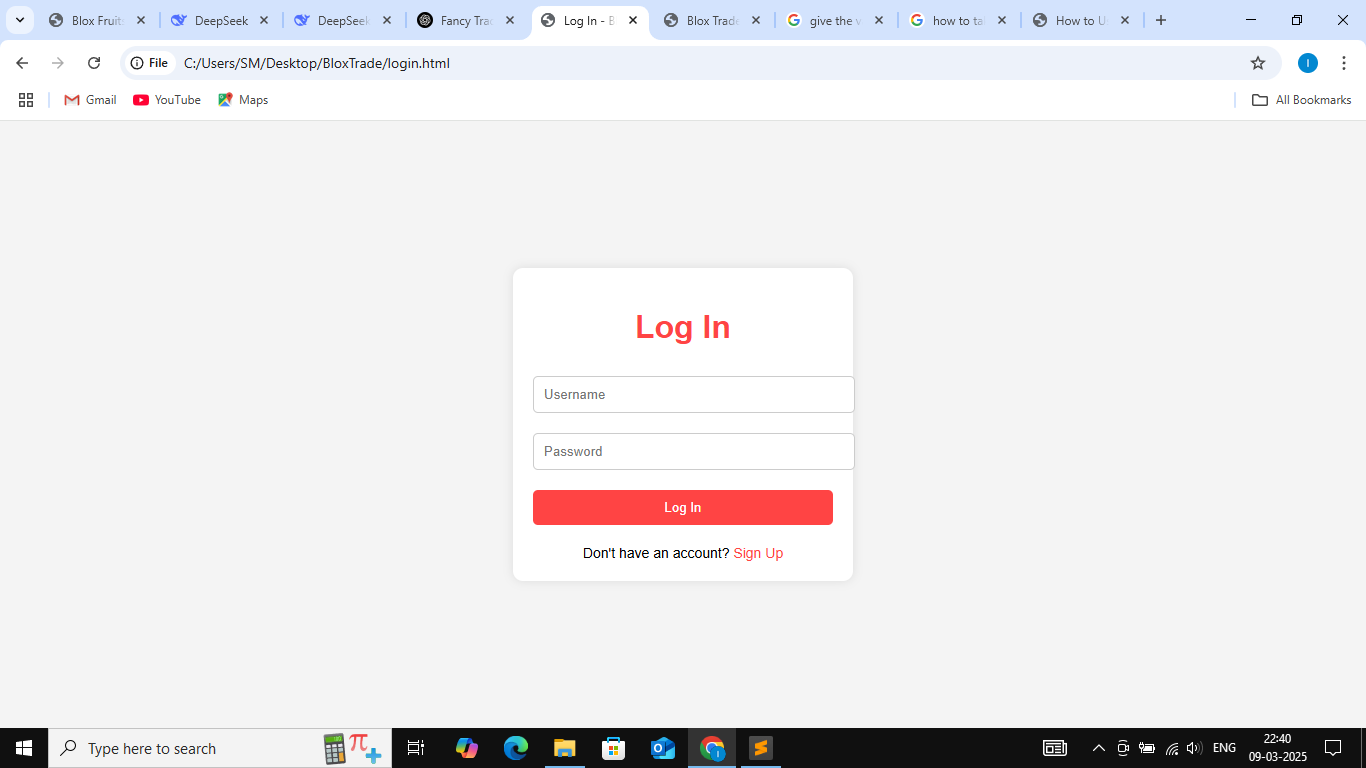 Blox Fruit
DeepSeek
DeepSeek
Fancy Trad
Log In - B
Blox Trade
give the v
how to ta
How to U
File
C:/Users/SM/Desktop/BloxTrade/login.html
I
Gmail
YouTube
Maps
All Bookmarks
Log In
Username
Password
Log In
Don't have an account? Sign Up
Type here to search
ENG
22:40
09-03-2025